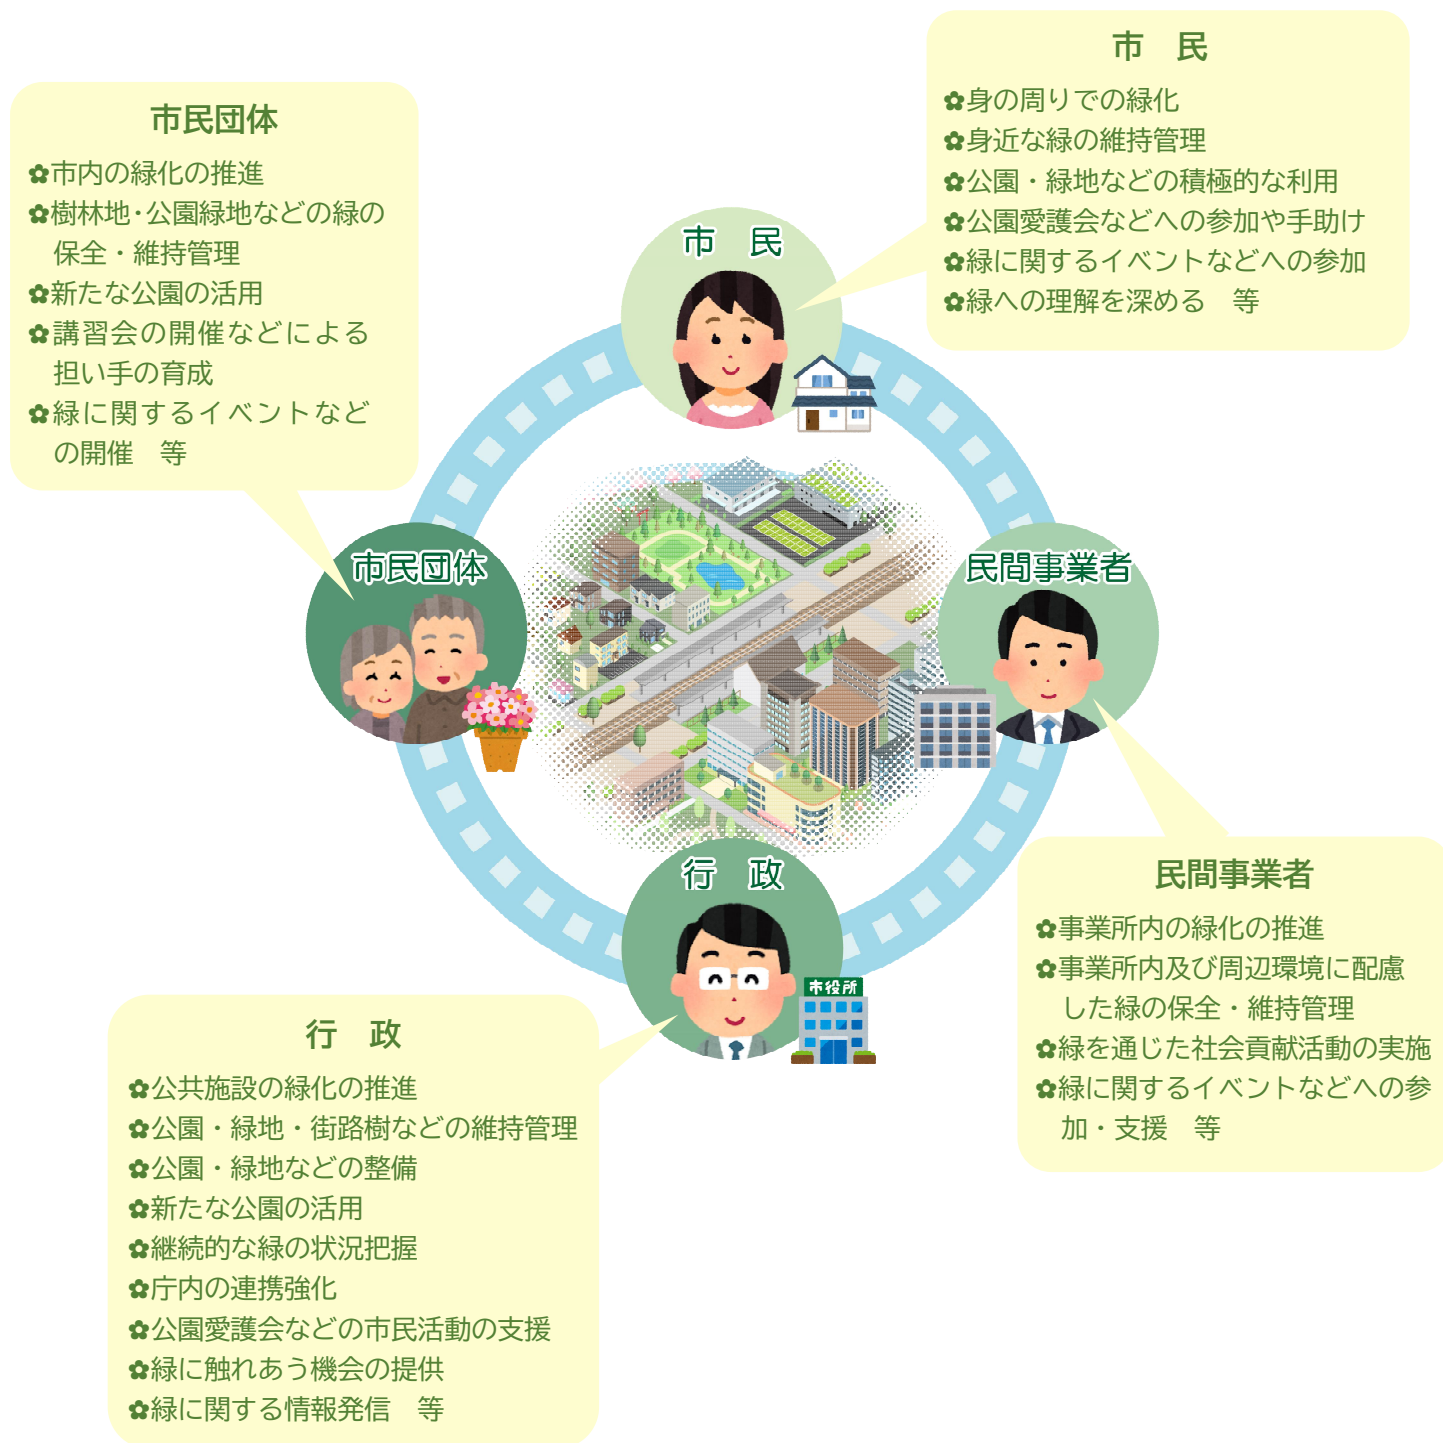 市　民
✿身の周りでの緑化
✿身近な緑の維持管理
✿公園・緑地などの積極的な利用
✿公園愛護会などへの参加や手助け
✿緑に関するイベントなどへの参加
✿緑への理解を深める　等
市民団体
✿市内の緑化の推進
✿樹林地・公園緑地などの緑の
保全・維持管理
✿新たな公園の活用
✿講習会の開催などによる
担い手の育成
✿緑に関するイベントなど
の開催　等
市　民
市民団体
民間事業者
行　政
市役所
民間事業者
✿事業所内の緑化の推進
✿事業所内及び周辺環境に配慮
した緑の保全・維持管理
✿緑を通じた社会貢献活動の実施
✿緑に関するイベントなどへの参
加・支援　等
行　政
✿公共施設の緑化の推進
✿公園・緑地・街路樹などの維持管理
✿公園・緑地などの整備
✿新たな公園の活用
✿継続的な緑の状況把握
✿庁内の連携強化
✿公園愛護会などの市民活動の支援
✿緑に触れあう機会の提供
✿緑に関する情報発信　等